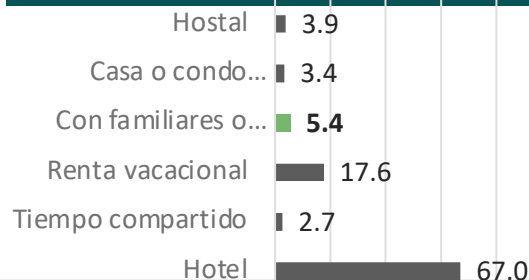 Hostal 3.9
Casa o condo... 3.4
Con familiares o... 5.4
Renta vacacional 17.6
Tiempo compartido 2.7
Hotel 67.0